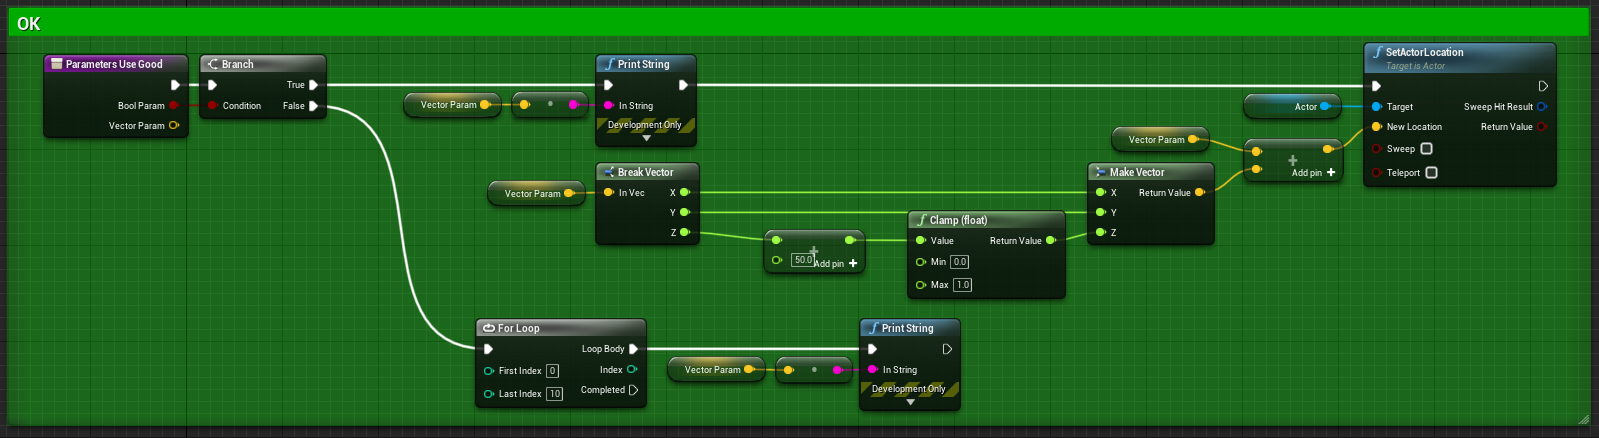 OK
Parameters Use Good
Bool Param
Vector Param
Branch
True
Condition
False
Vector Param
Print String
In String
Development Only
SetActorLocation
Target is Actor
Actor
Target
Sweep Hit Result
New Location
Return Value
Sweep
Teleport
Vector Param
Add pin
Vector Param
Break Vector
In Vec
X
Y
Z
50.0
Add pin
Clamp (float)
Value
Return Value
Min 0.0
Max 1.0
Make Vector
X
Return Value
Y
Z
For Loop
Loop Body
First Index 0
Index
Last Index 10
Completed
Vector Param
Print String
In String
Development Only